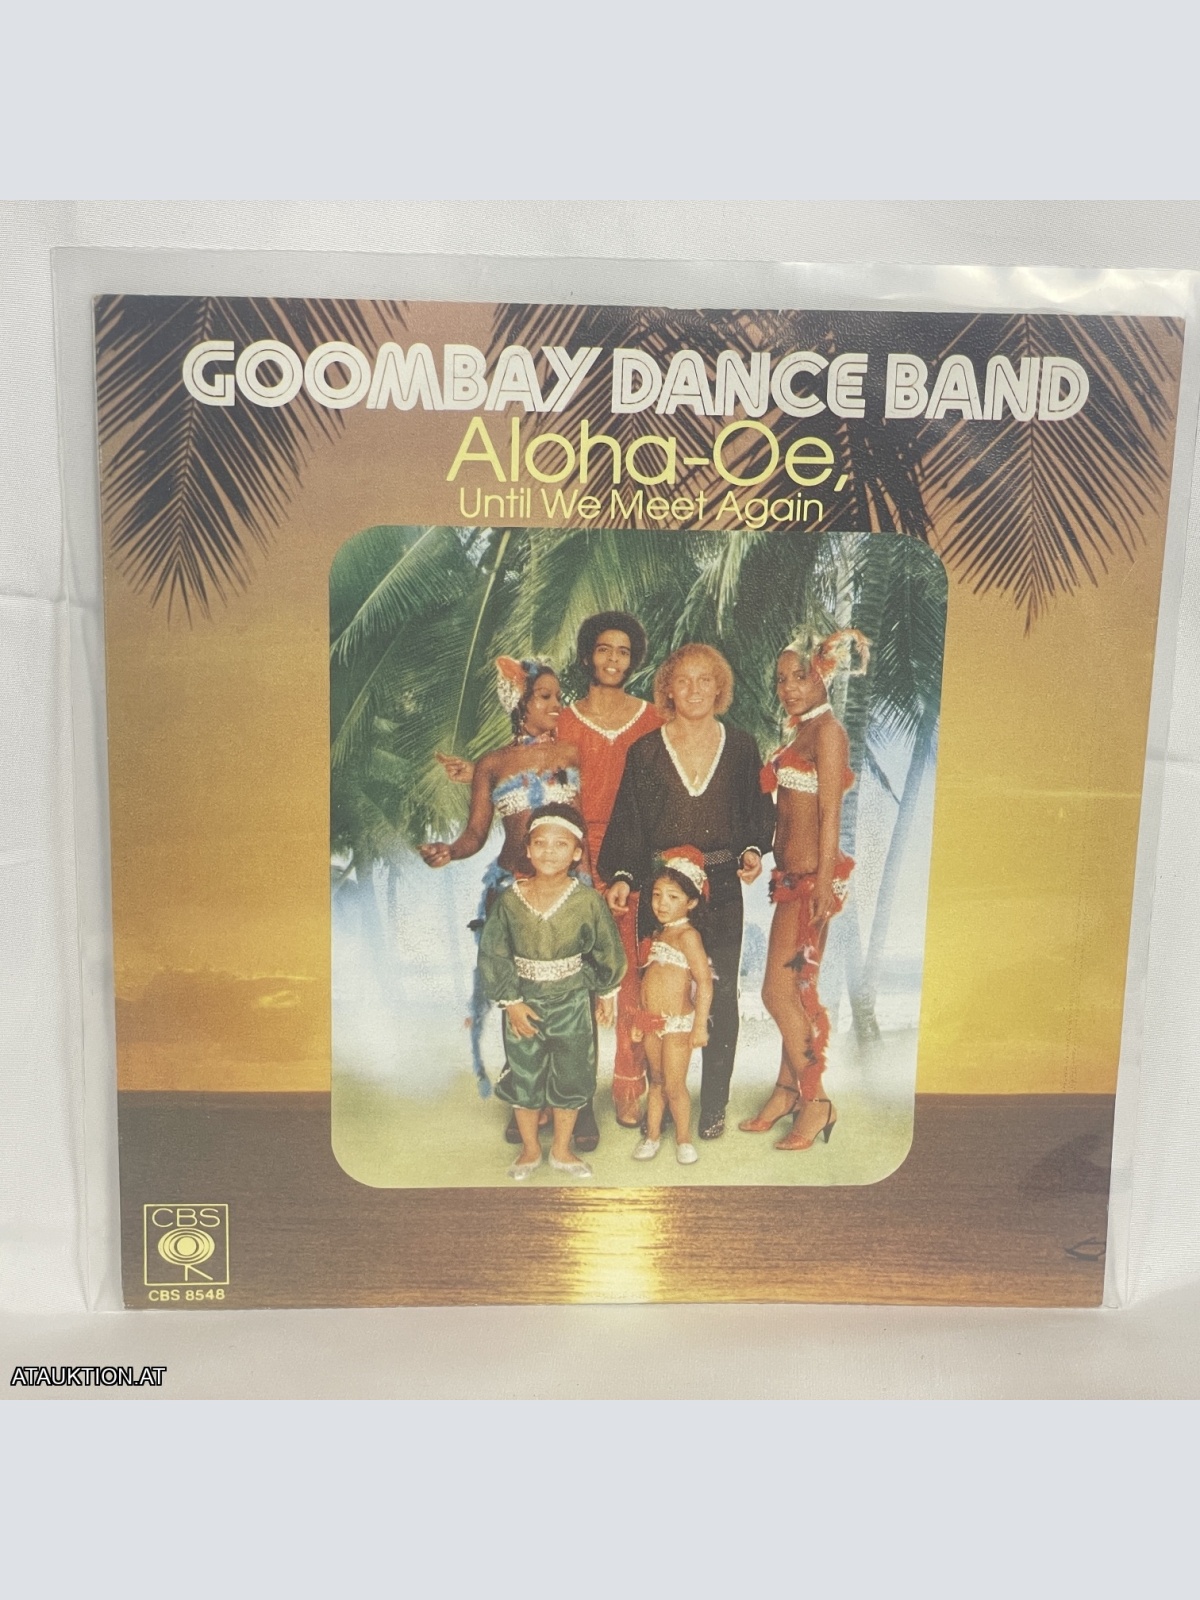 GOOMBAY DANCE BAND
Aloha-Oe,
Until We Meet Again
CBS
CBS 8548
ATAUKTION.AT